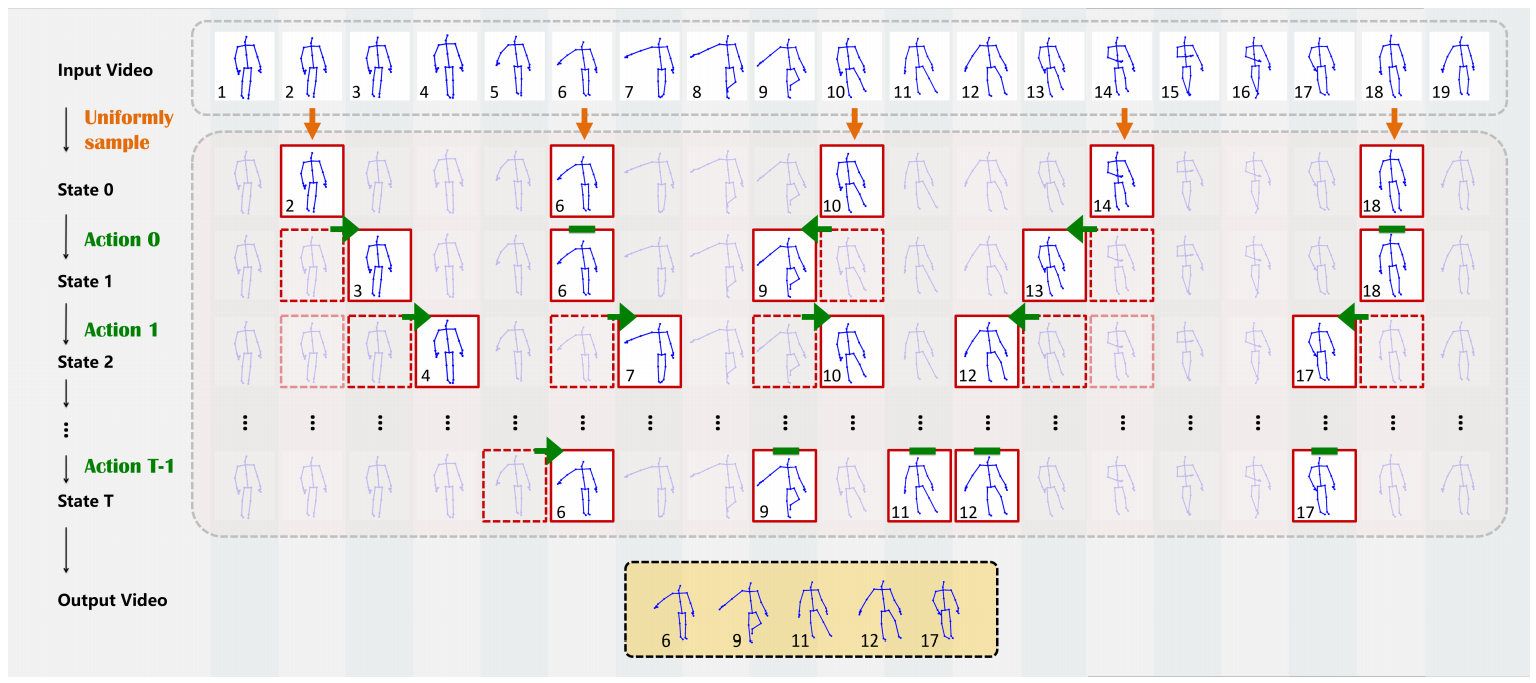 Input Video
1 2 3 4 5 6 7 8 9 10 11 12 13 14 15 16 17 18 19
Uniformly
sample
State 0
2 6 10 14 18
Action 0
State 1
3 6 9 13 18
Action 1
State 2
4 7 10 12 17
... ... ... ... ... ... ... ... ... ... ... ... ... ... ... ... ... ... ...
...
Action T-1
State T
6 9 11 12 17
Output Video
6 9 11 12 17